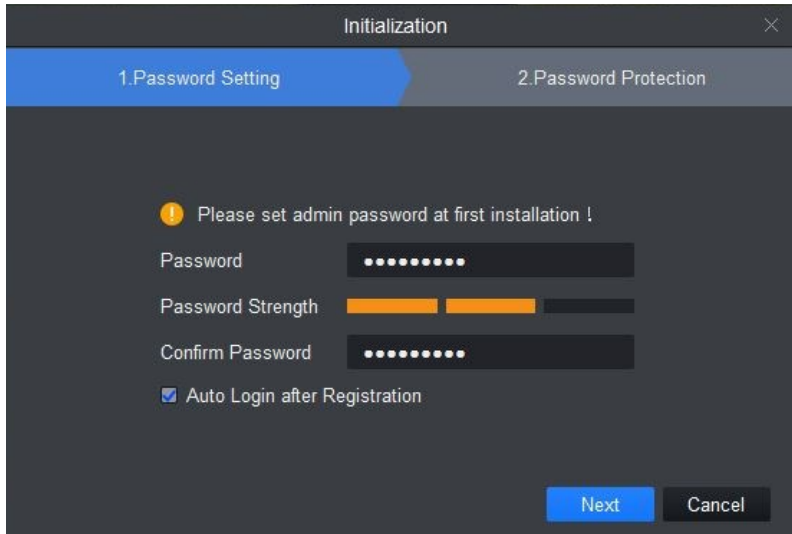 Initialization
1.Password Setting
2.Password Protection
Please set admin password at first installation !
Password
•••••••••
Password Strength
Confirm Password
•••••••••
Auto Login after Registration
Next
Cancel